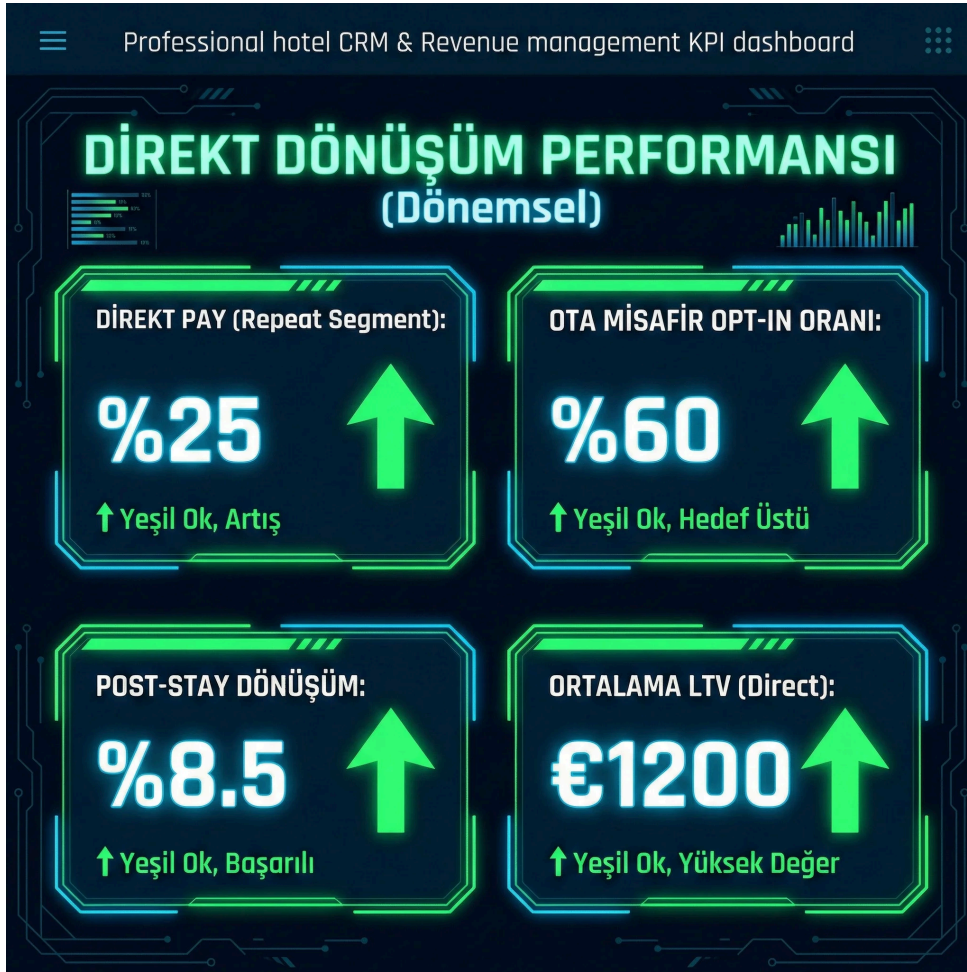 Professional hotel CRM & Revenue management KPI dashboard
DİREKT DÖNÜŞÜM PERFORMANSI
(Dönemsel)
DİREKT PAY (Repeat Segment):
%25
↑ Yeşil Ok, Artış
OTA MİSAFİR OPT-IN ORANI:
%60
↑ Yeşil Ok, Hedef Üstü
POST-STAY DÖNÜŞÜM:
%8.5
↑ Yeşil Ok, Başarılı
ORTALAMA LTV (Direct):
€1200
↑ Yeşil Ok, Yüksek Değer